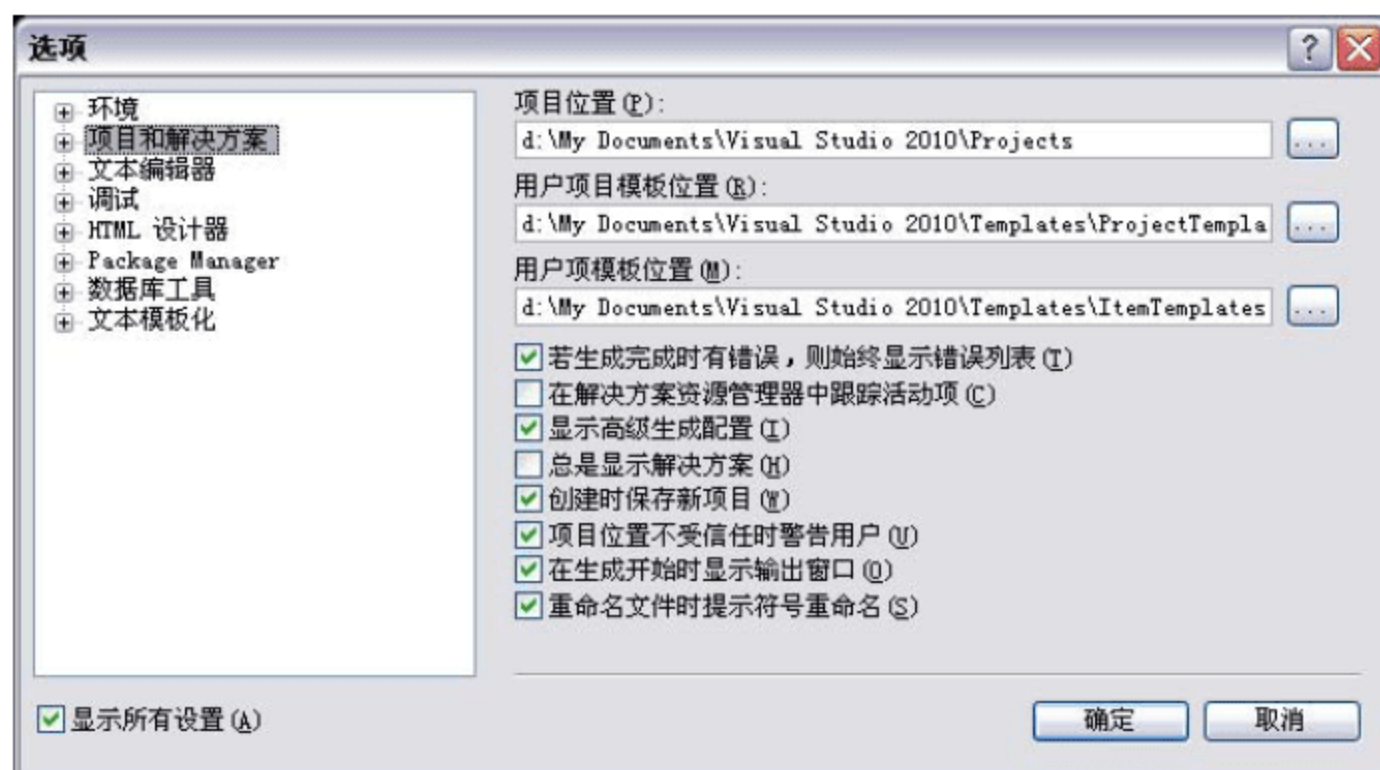 选项
环境
项目和解决方案
文本编辑器
调试
HTML 设计器
Package Manager
数据库工具
文本模板化
项目位置(P):
d:\My Documents\Visual Studio 2010\Projects
...
用户项目模板位置(R):
d:\My Documents\Visual Studio 2010\Templates\ProjectTempla
...
用户项模板位置(M):
d:\My Documents\Visual Studio 2010\Templates\ItemTemplates
...
若生成完成时有错误，则始终显示错误列表(T)
在解决方案资源管理器中跟踪活动项(C)
显示高级生成配置(I)
总是显示解决方案(H)
创建时保存新项目(W)
项目位置不受信任时警告用户(U)
在生成开始时显示输出窗口(O)
重命名文件时提示符号重命名(S)
显示所有设置(A)
确定
取消